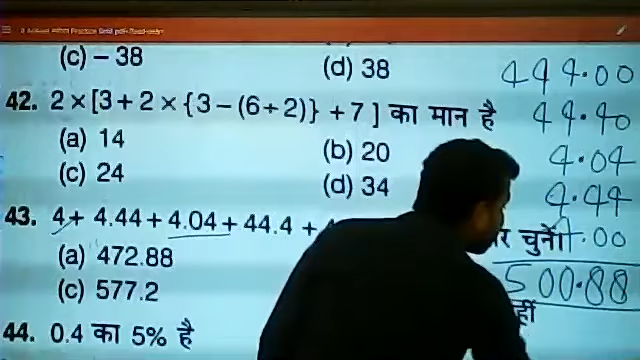 (c) – 38
(d) 38
42. 2 × [3 + 2 × {3 – (6 ÷ 2)} + 7 ] का मान है
(a) 14
(b) 20
(c) 24
(d) 34
43. 4 + 4.44 + 4.04 + 44.4 +
चुनें।
(a) 472.88
(c) 577.2
44. 0.4 का 5% है
444.00
44.40
4.04
4.44
4.00
500.88